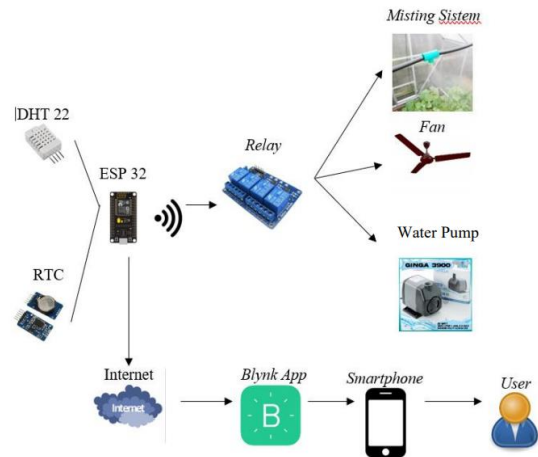 Misting Sistem
DHT 22
Fan
Relay
ESP 32
Water Pump
GINGA 3900
RTC
Internet
Blynk App
Smartphone
User
Internet
B